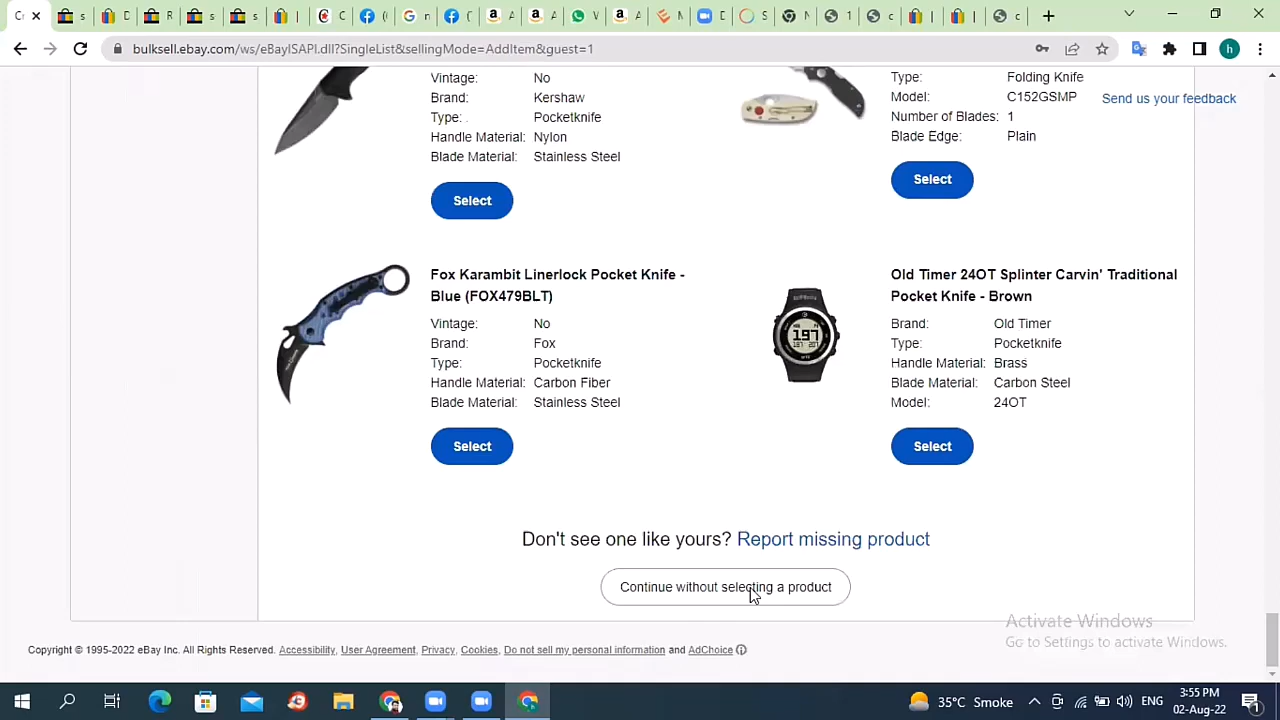 bulksell.ebay.com/ws/eBayISAPI.dll?SingleList&sellingMode=AddItem&guest=1
h
Send us your feedback
Vintage: No
Brand: Kershaw
Type: Pocketknife
Handle Material: Nylon
Blade Material: Stainless Steel
Select
Type: Folding Knife
Model: C152GSMP
Number of Blades: 1
Blade Edge: Plain
Select
Fox Karambit Linerlock Pocket Knife -
Blue (FOX479BLT)
Vintage: No
Brand: Fox
Type: Pocketknife
Handle Material: Carbon Fiber
Blade Material: Stainless Steel
Select
197
Old Timer 24OT Splinter Carvin' Traditional
Pocket Knife - Brown
Brand: Old Timer
Type: Pocketknife
Handle Material: Brass
Blade Material: Carbon Steel
Model: 24OT
Select
Don't see one like yours? Report missing product
Continue without selecting a product
Activate Windows
Go to Settings to activate Windows.
Copyright © 1995-2022 eBay Inc. All Rights Reserved. Accessibility, User Agreement, Privacy, Cookies, Do not sell my personal information and AdChoice
35°C Smoke
ENG
3:55 PM
02-Aug-22